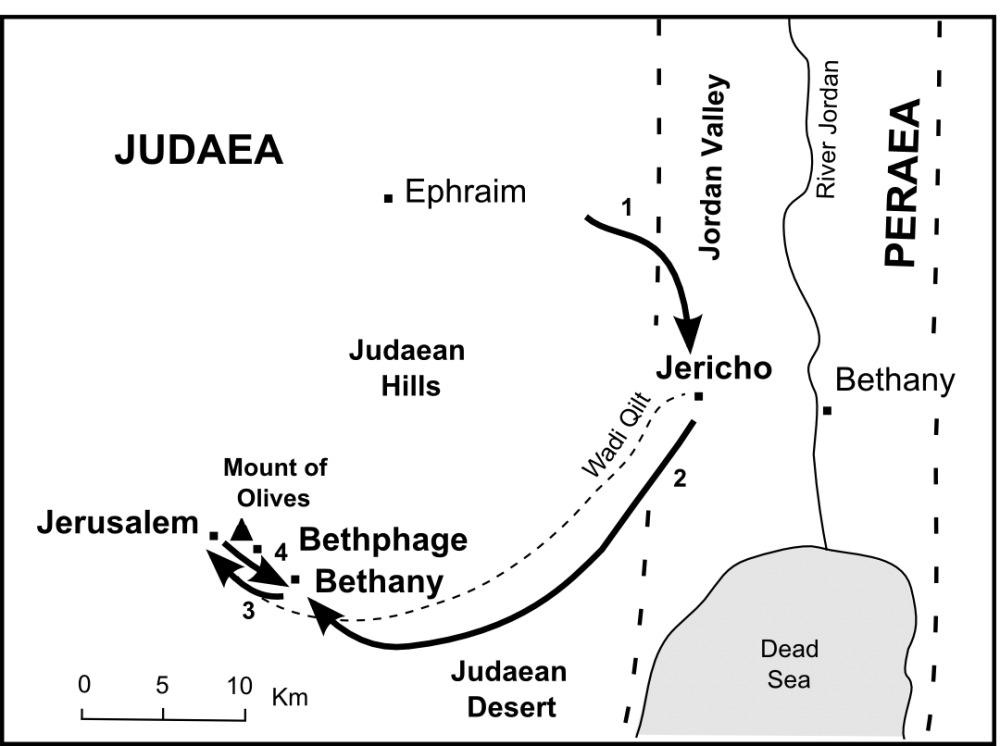 JUDAEA
Ephraim
1
Jordan Valley
River Jordan
PERAEA
Judaean
Hills
Jericho
Bethany
Wadi Qilt
2
Mount of
Olives
Jerusalem
4
Bethphage
Bethany
3
0 5 10 Km
Judaean
Desert
Dead
Sea